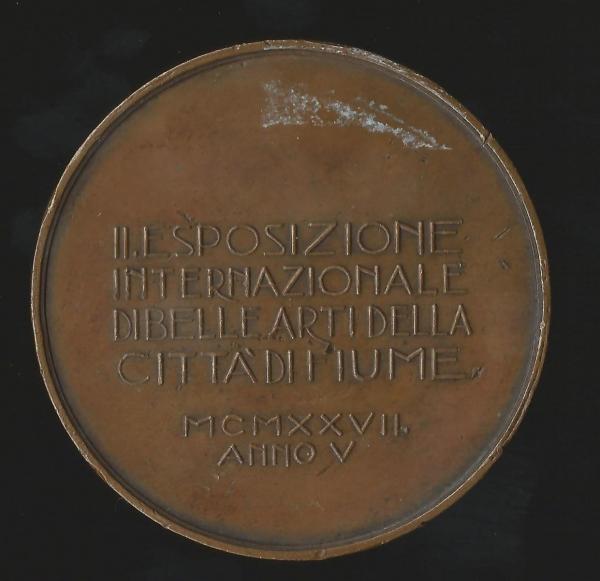 II. ESPOSIZIONE
INTERNAZIONALE
DI BELLE ARTI DELLA
CITTÀ DI FIUME.
MCMXXVII.
ANNO V